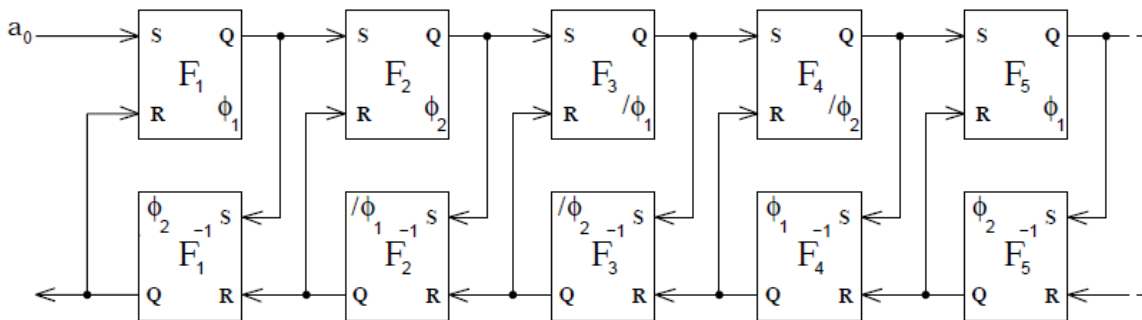 a₀
S Q F₁ R ϕ₁
S Q F₂ R ϕ₂
S Q F₃ R /ϕ₁
S Q F₄ R /ϕ₂
S Q F₅ R ϕ₁
ϕ₂ S F₁⁻¹ Q R
/ϕ₁ S F₂⁻¹ Q R
/ϕ₂ S F₃⁻¹ Q R
ϕ₁ S F₄⁻¹ Q R
ϕ₂ S F₅⁻¹ Q R